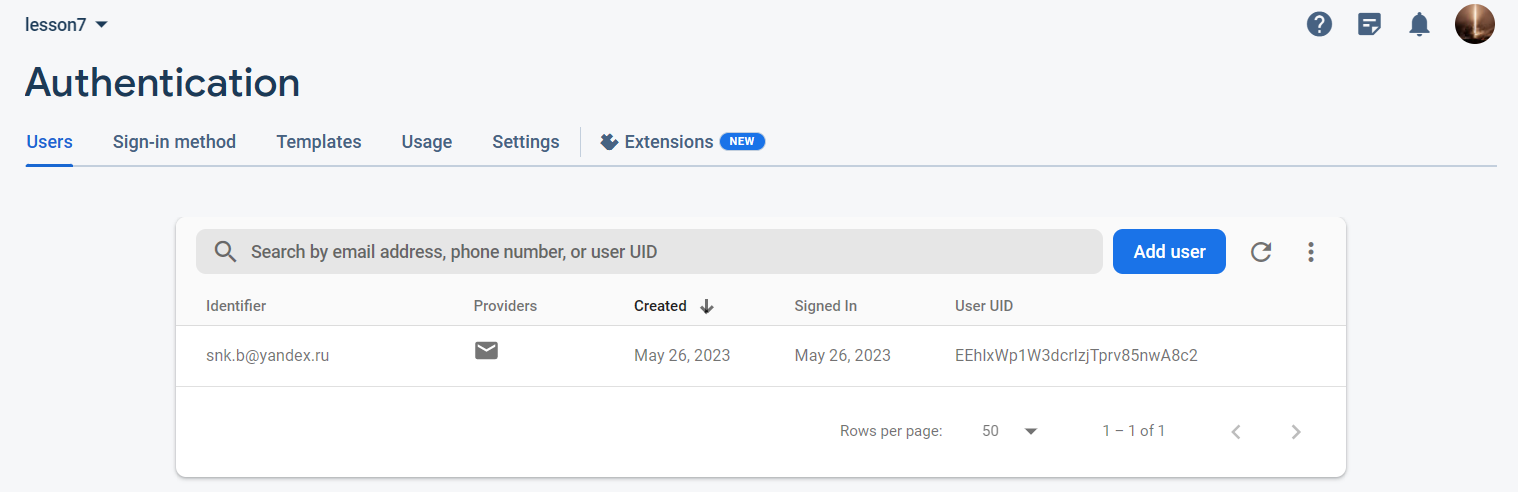 lesson7
Authentication
Users Sign-in method Templates Usage Settings Extensions NEW
Search by email address, phone number, or user UID Add user
Identifier Providers Created Signed In User UID
snk.b@yandex.ru May 26, 2023 May 26, 2023 EEhlxWp1W3dcrIzjTprv85nwA8c2
Rows per page: 50 1 – 1 of 1